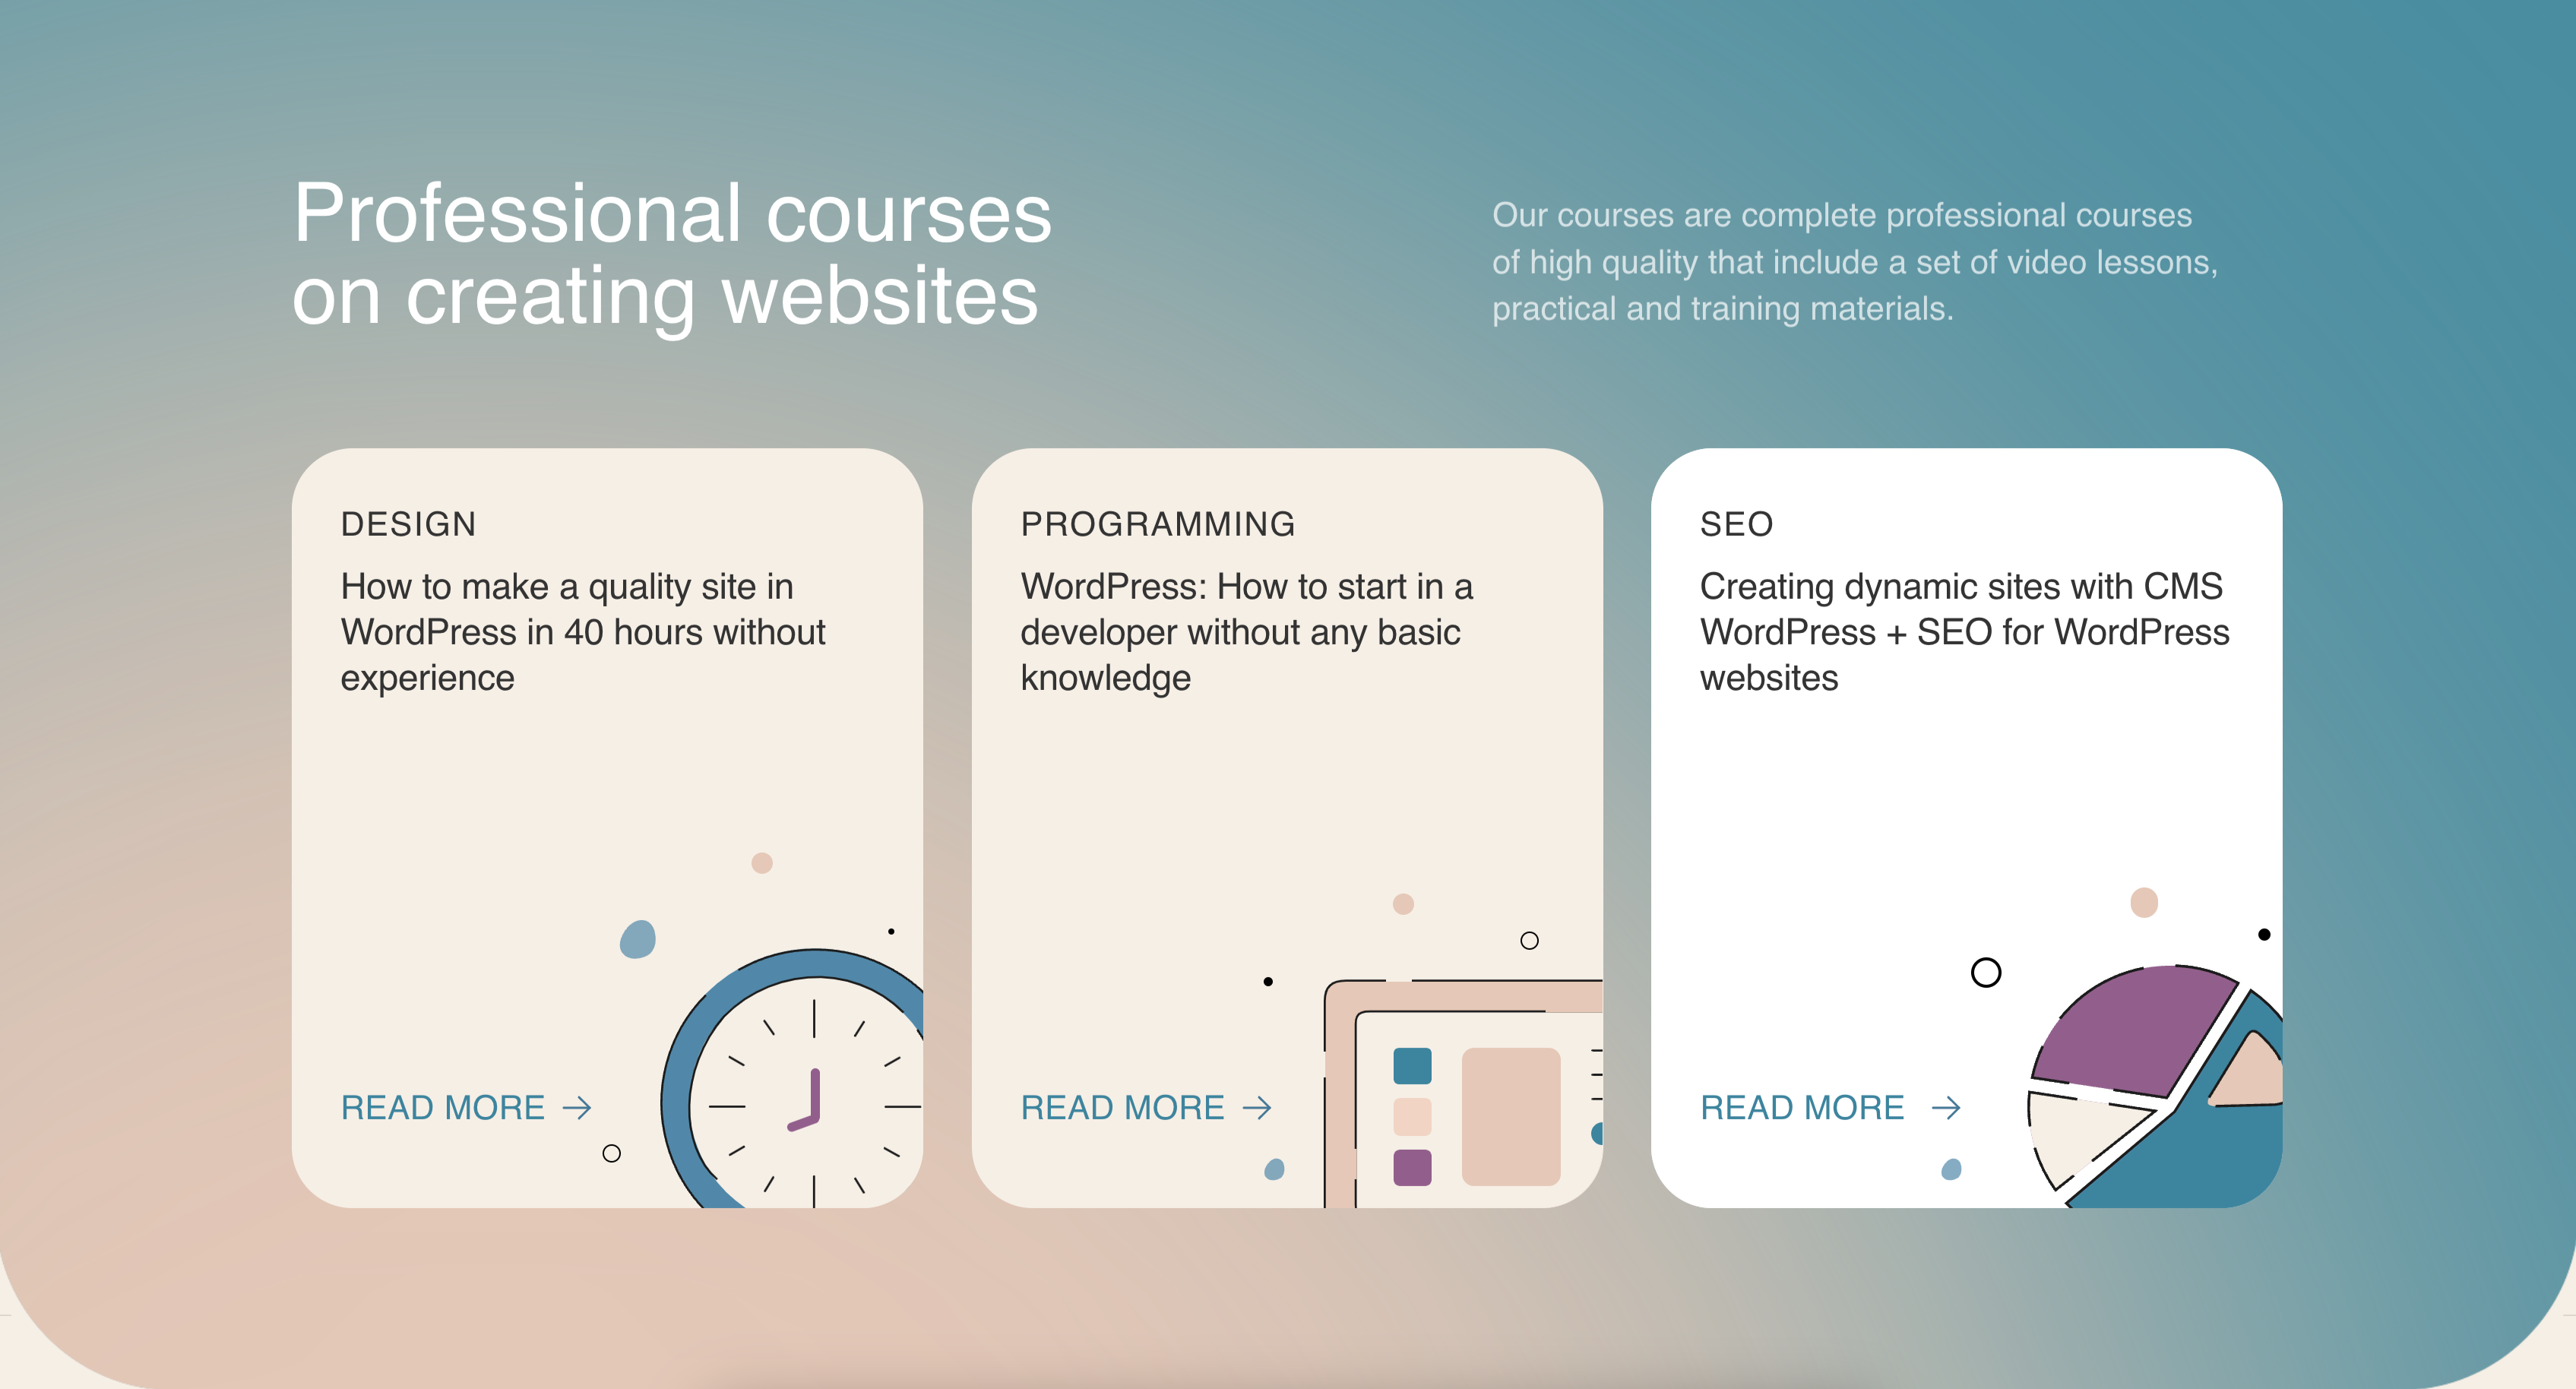 Professional courses
on creating websites
Our courses are complete professional courses
of high quality that include a set of video lessons,
practical and training materials.
DESIGN
How to make a quality site in
WordPress in 40 hours without
experience
READ MORE →
PROGRAMMING
WordPress: How to start in a
developer without any basic
knowledge
READ MORE →
SEO
Creating dynamic sites with CMS
WordPress + SEO for WordPress
websites
READ MORE →